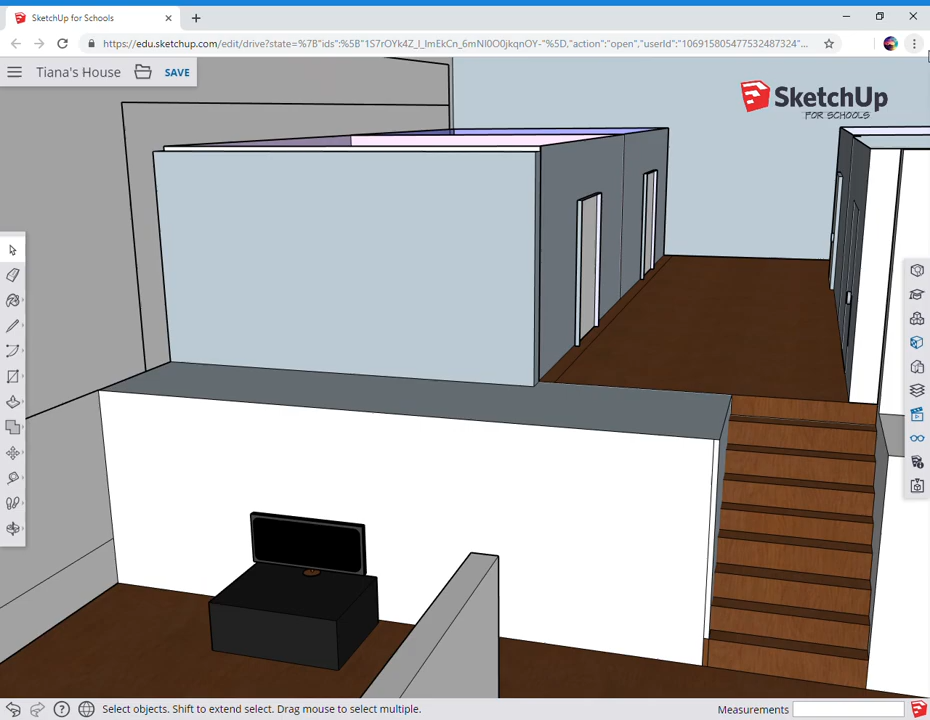 SketchUp for Schools
https://edu.sketchup.com/edit/drive?state=%7B"ids":%5B"1S7rOYk4Z_l_lmEkCn_6mNl0O0jkqnOY-"%5D,"action":"open","userId":"106915805477532487324"...
Tiana's House
SAVE
SketchUp
FOR SCHOOLS
Select objects. Shift to extend select. Drag mouse to select multiple.
Measurements